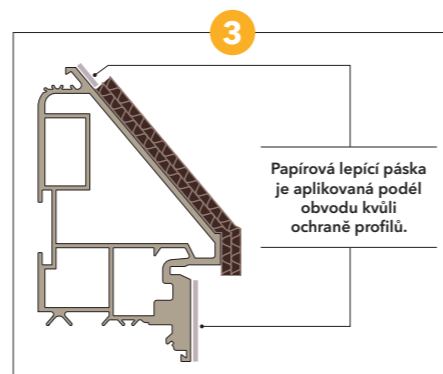 3
Papírová lepící páska
je aplikovaná podél
obvodu kvůli
ochraně profilů.